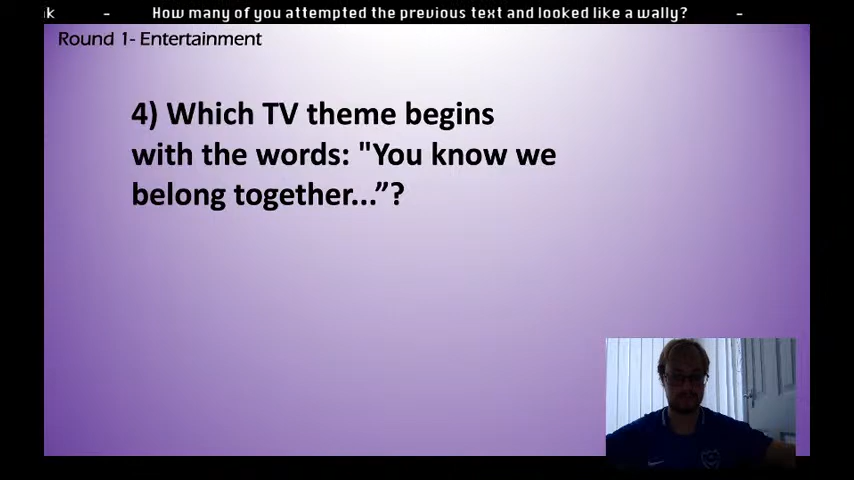 ık - How many of you attempted the previous text and looked like a wally? -
Round 1- Entertainment
4) Which TV theme begins
with the words: "You know we
belong together...”?